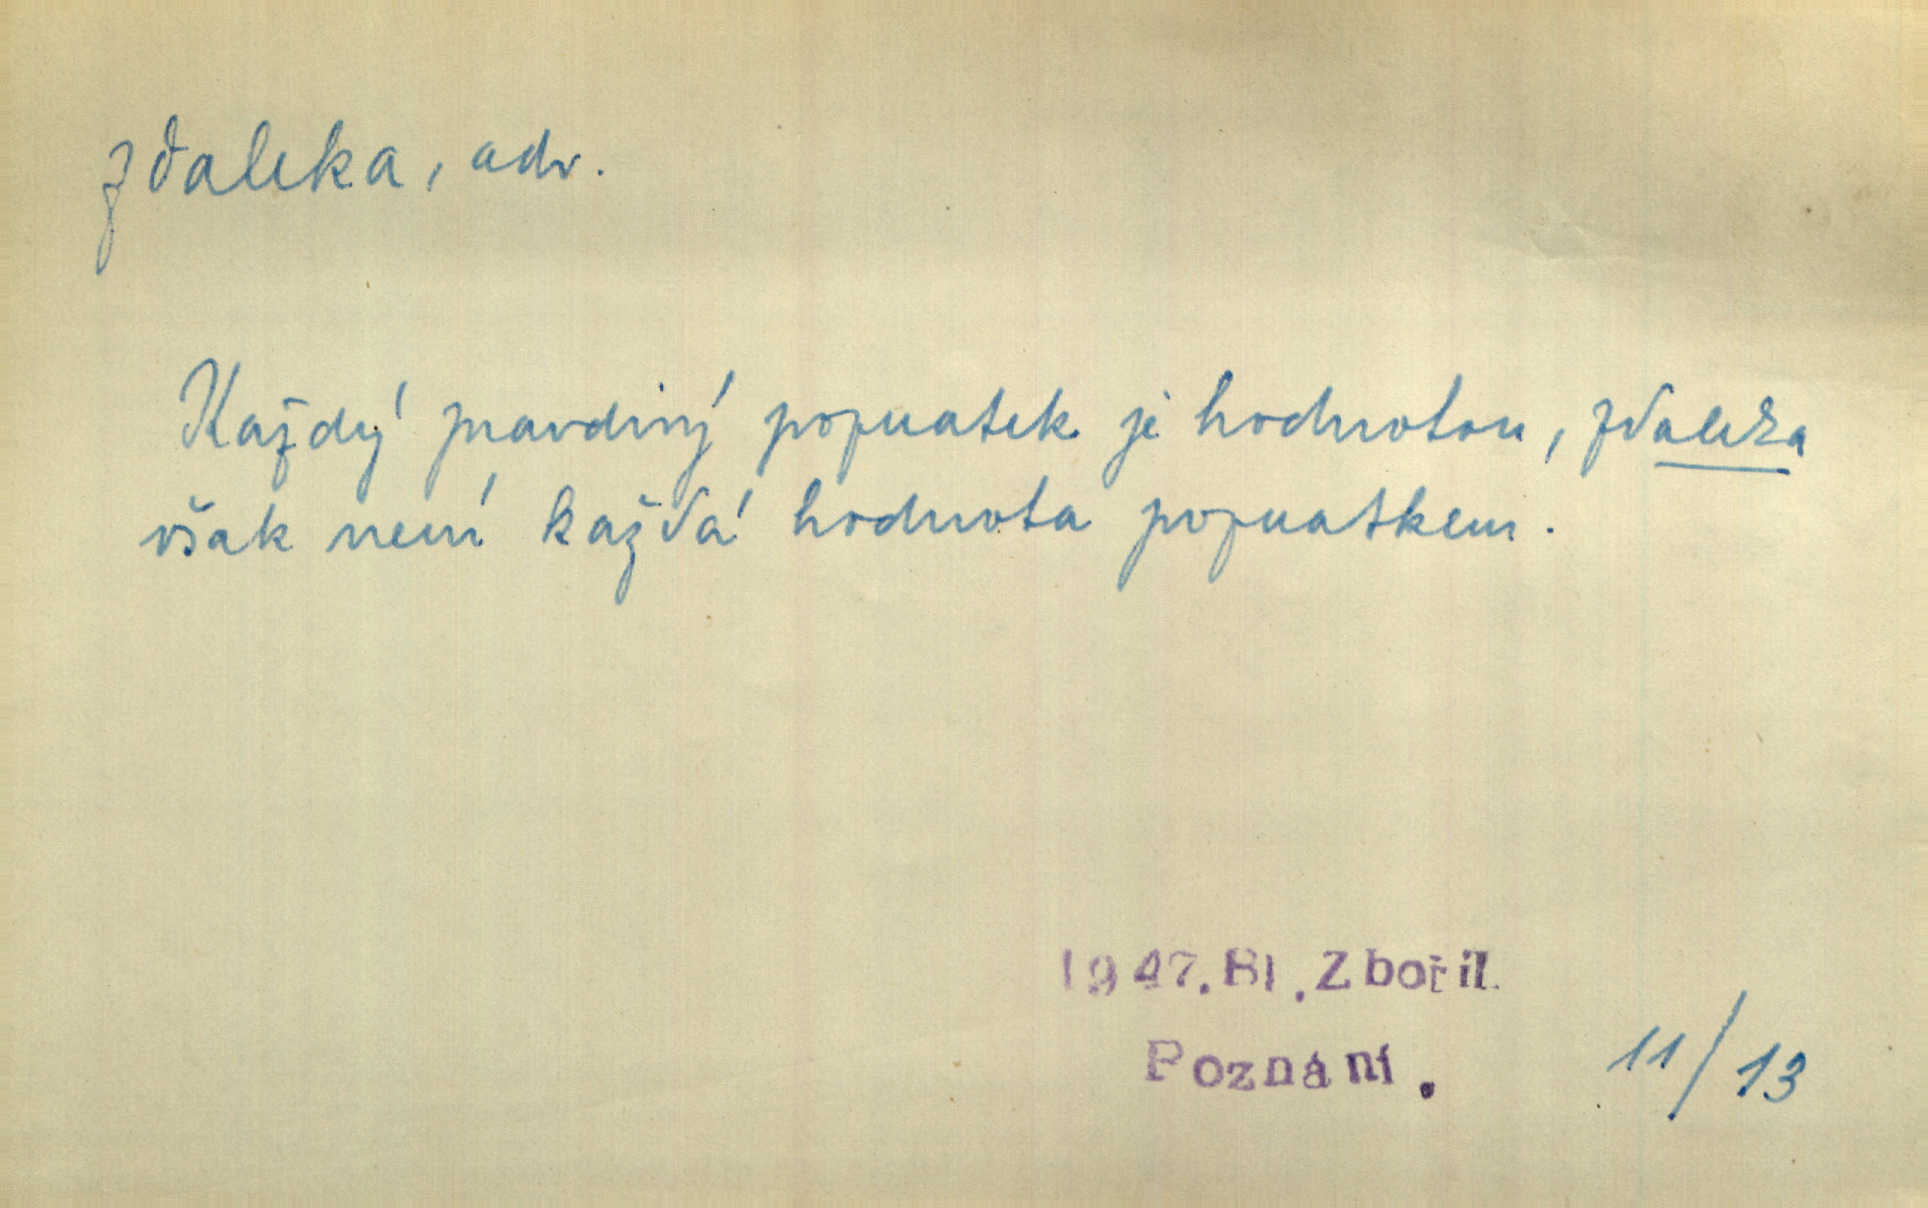 zdaleka, adv.
Každý pravdivý poznatek je hodnotou, zdaleka
však není každá hodnota poznatkem.
1947.Bl.Zbořil
Poznání.
11/13